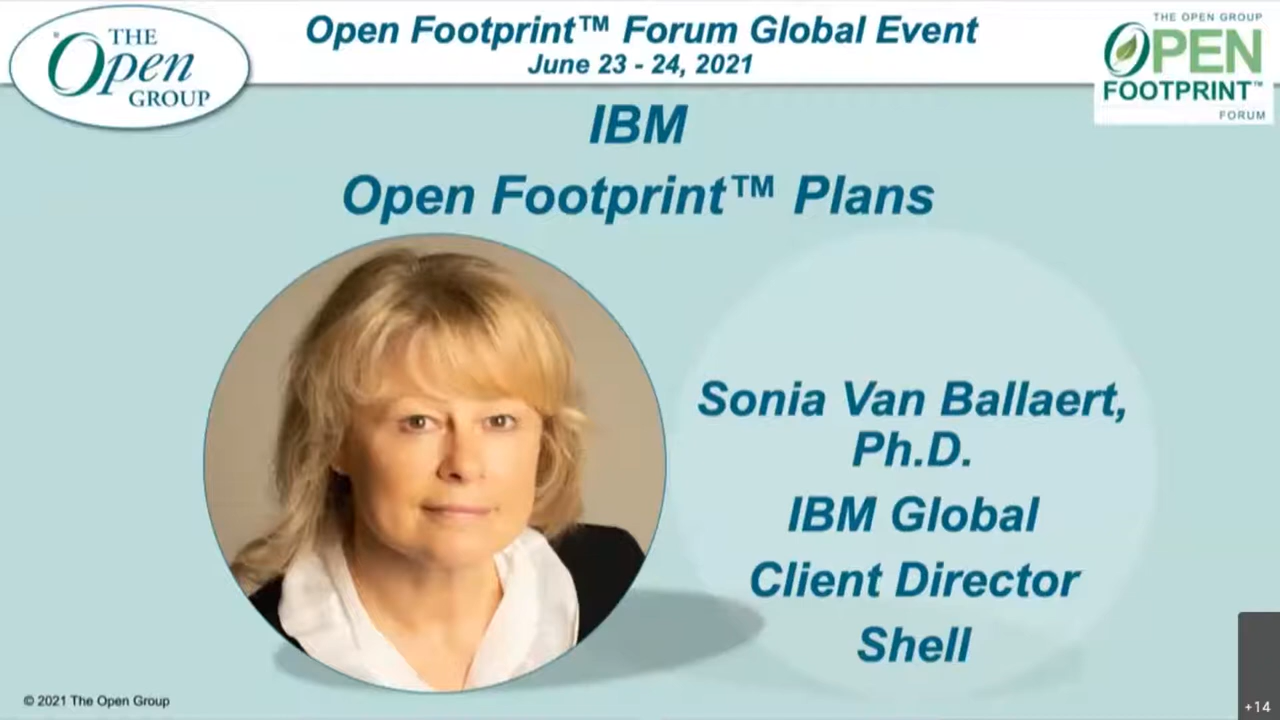 THE
Open
GROUP
Open Footprint™ Forum Global Event
June 23 - 24, 2021
THE OPEN GROUP
OPEN
FOOTPRINT™
FORUM
IBM
Open Footprint™ Plans
Sonia Van Ballaert,
Ph.D.
IBM Global
Client Director
Shell
© 2021 The Open Group
+14